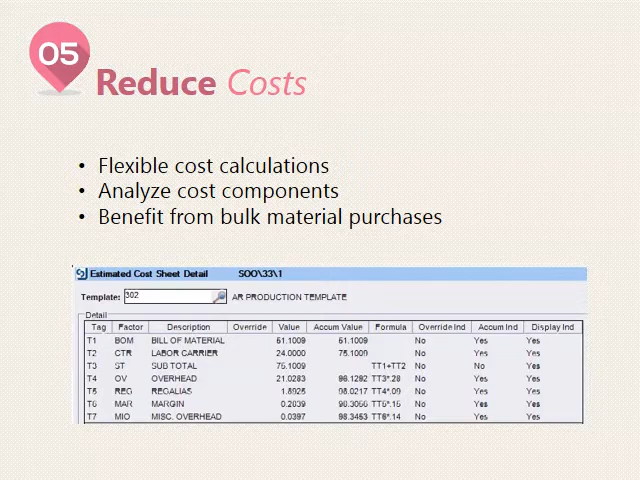 05
Reduce Costs
• Flexible cost calculations
• Analyze cost components
• Benefit from bulk material purchases
Estimated Cost Sheet Detail SOO\33\1
Template: 302 AR PRODUCTION TEMPLATE
Detail
Tag Factor Description Override Value Accum Value Formula Override Ind Accum Ind Display Ind
T1 BOM BILL OF MATERIAL 51.1009 51.1009 No Yes Yes
T2 CTR LABOR CARRIER 24.0000 75.1009 No Yes Yes
T3 ST SUB TOTAL 75.1009 TT1+TT2 No No Yes
T4 OV OVERHEAD 21.0283 96.1292 TT3*.28 No Yes Yes
T5 REG REGALIAS 1.8925 98.0217 TT4*.09 No Yes Yes
T6 MAR MARGIN TT5*.15 No Yes Yes
T7 MIO MISC. OVERHEAD 0.0397 98.3453 TT6*.14 No Yes Yes